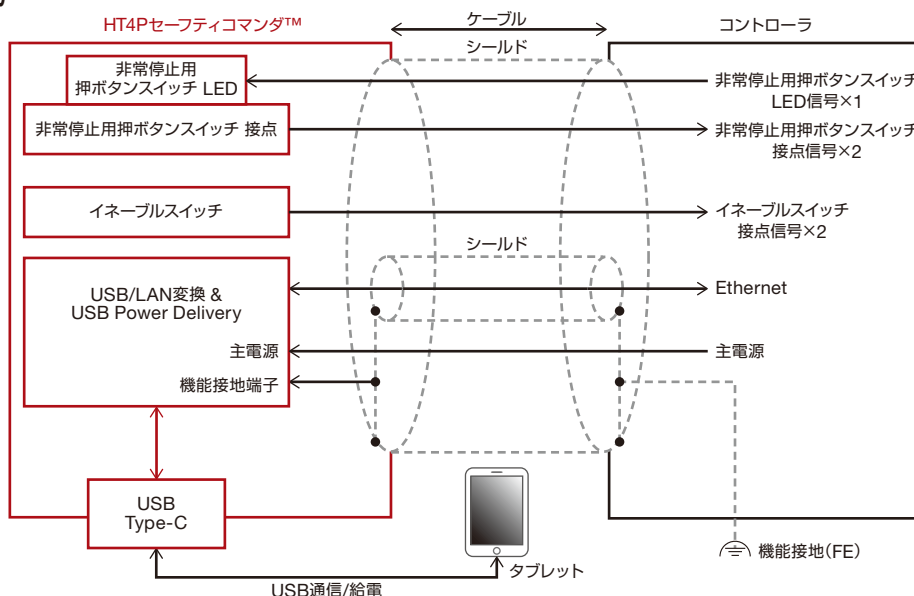 HT4Pセーフティコマンダ™
ケーブル
コントローラ
シールド
非常停止用
押ボタンスイッチ LED
非常停止用押ボタンスイッチ
LED信号×1
非常停止用押ボタンスイッチ 接点
非常停止用押ボタンスイッチ
接点信号×2
イネーブルスイッチ
イネーブルスイッチ
接点信号×2
シールド
USB/LAN変換 &
USB Power Delivery
Ethernet
主電源
主電源
機能接地端子
USB
Type-C
機能接地(FE)
タブレット
USB通信/給電